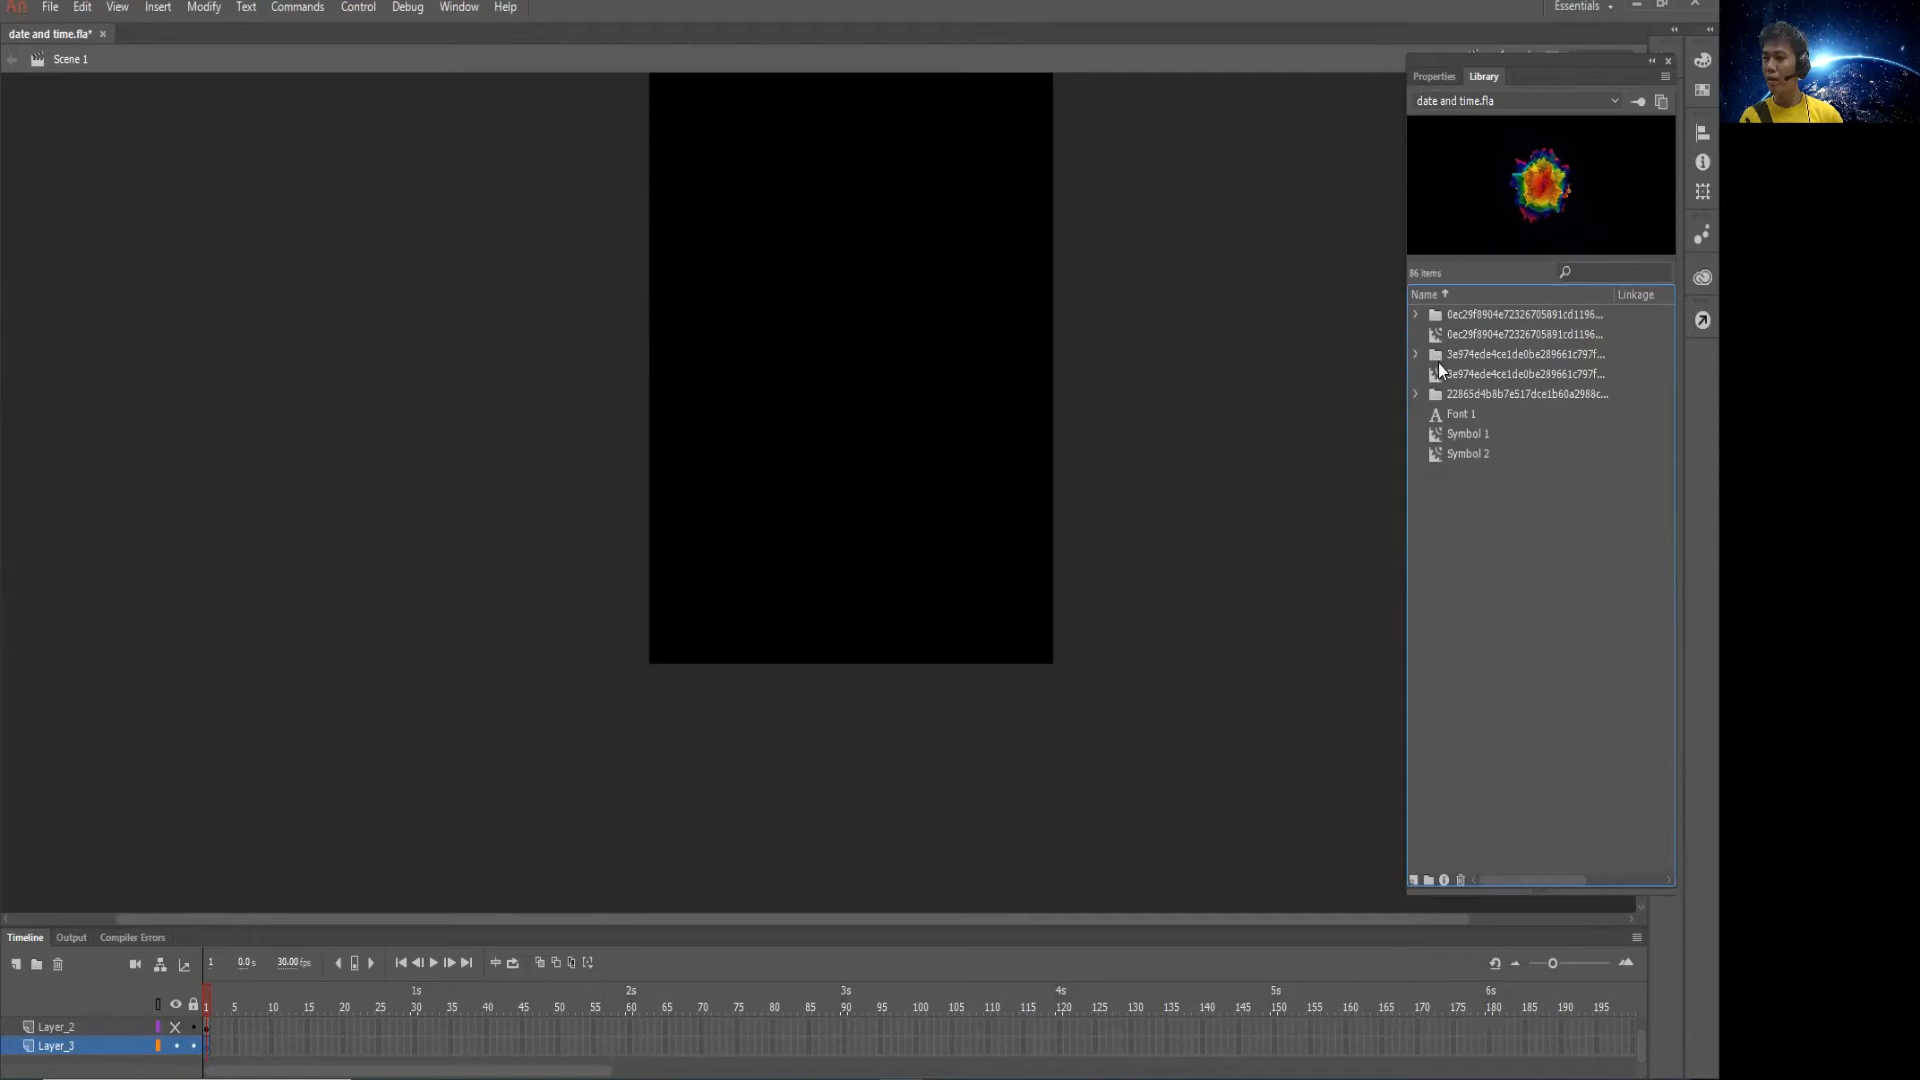 An File Edit View Insert Modify Text Commands Control Debug Window Help Essentials
date and time.fla*
Scene 1
Properties Library
date and time.fla
86 items
Name Linkage
0ec29f8904e72326705891cd1196...
0ec29f8904e72326705891cd1196...
3e974ede4ce1de0be289661c797f...
3e974ede4ce1de0be289661c797f...
22865d4b8b7e517dce1b60a2988c...
Font 1
Symbol 1
Symbol 2
Timeline Output Compiler Errors
1 0.0s 30.00fps
1s 2s 3s 4s 5s 6s
1 5 10 15 20 25 30 35 40 45 50 55 60 65 70 75 80 85 90 95 100 105 110 115 120 125 130 135 140 145 150 155 160 165 170 175 180 185 190 195
Layer_2
Layer_3